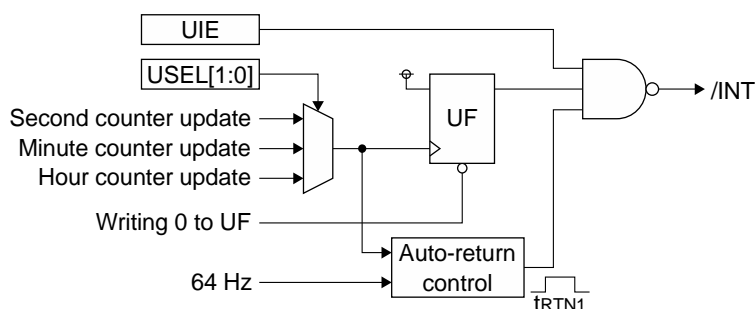 UIE
USEL[1:0]
Second counter update
Minute counter update
Hour counter update
UF
/INT
Writing 0 to UF
64 Hz
Auto-return
control
tRTN1